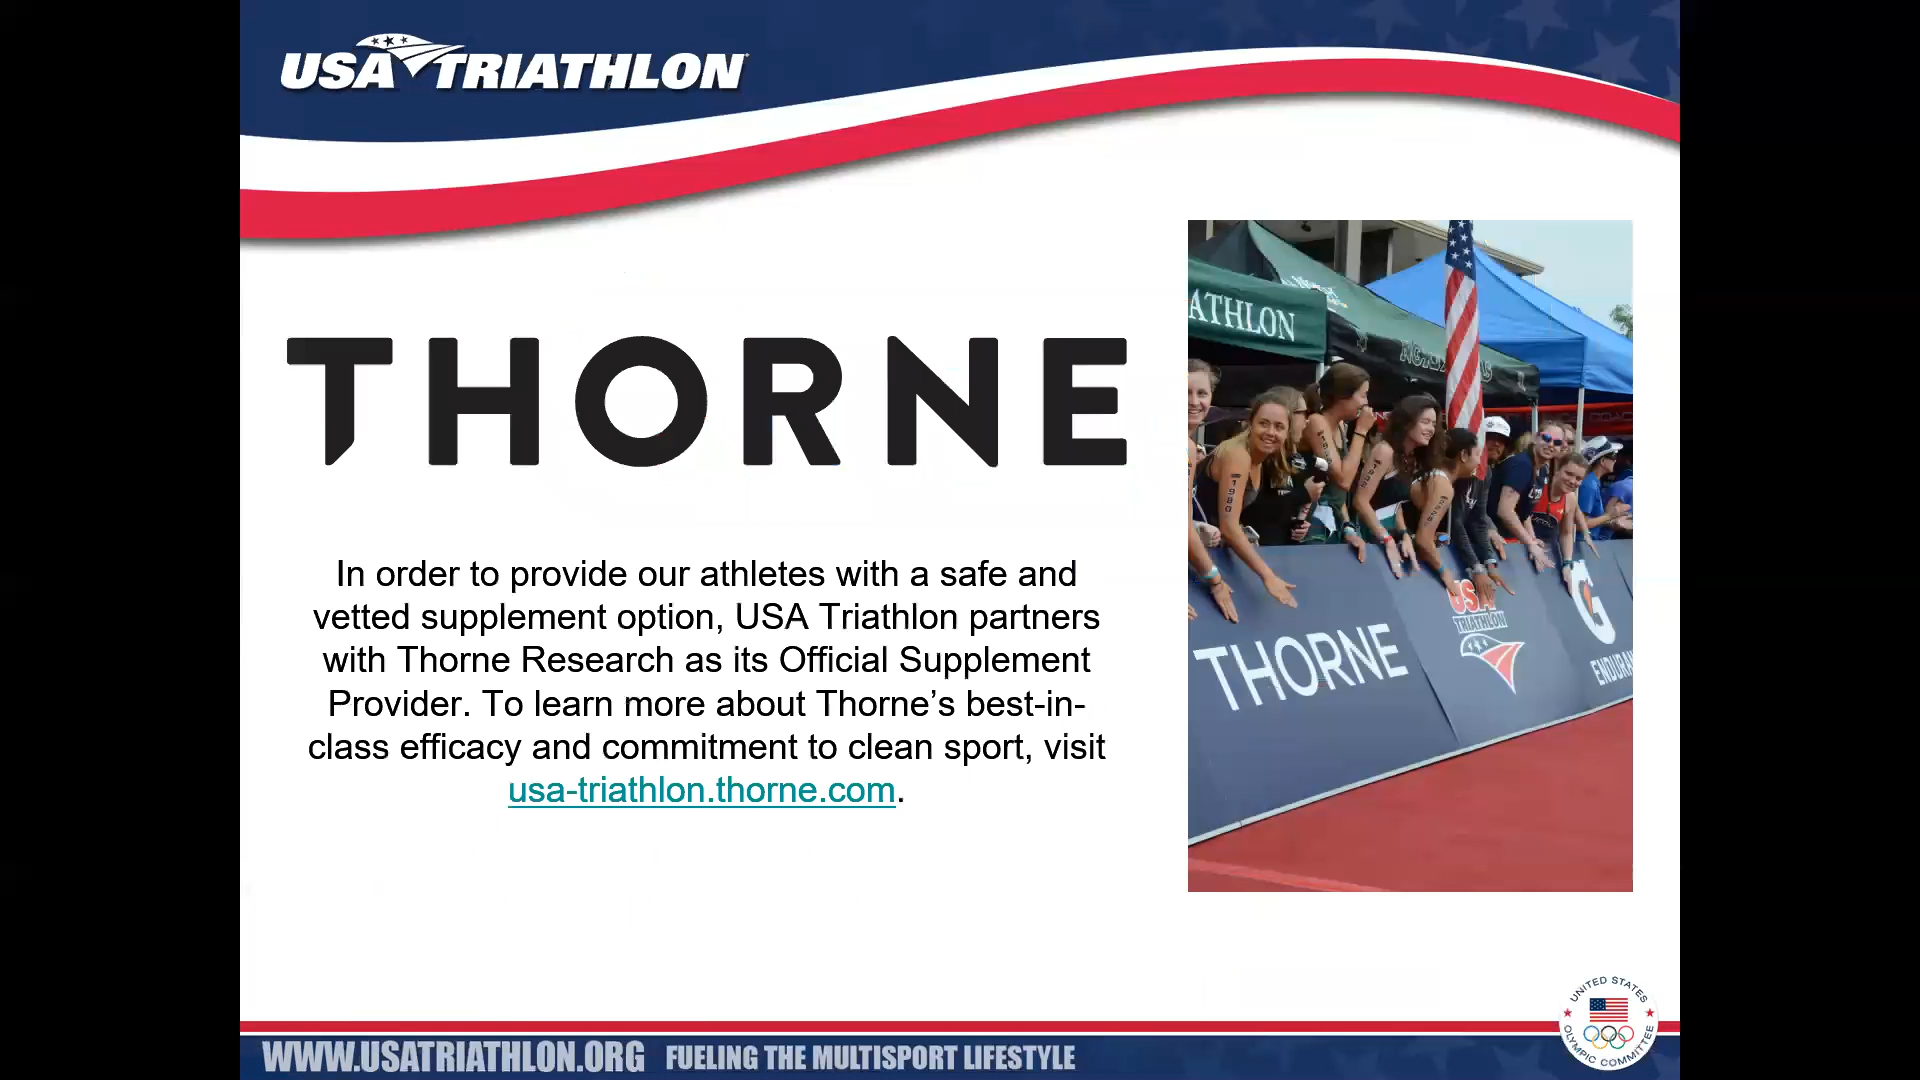 USA TRIATHLON
THORNE
In order to provide our athletes with a safe and
vetted supplement option, USA Triathlon partners
with Thorne Research as its Official Supplement
Provider. To learn more about Thorne’s best-in-
class efficacy and commitment to clean sport, visit
usa-triathlon.thorne.com.
ATHLON
1980
THORNE
USA
TRIATHLON
G
ENDURAN
UNITED STATES
OLYMPIC COMMITTEE
WWW.USATRIATHLON.ORG FUELING THE MULTISPORT LIFESTYLE